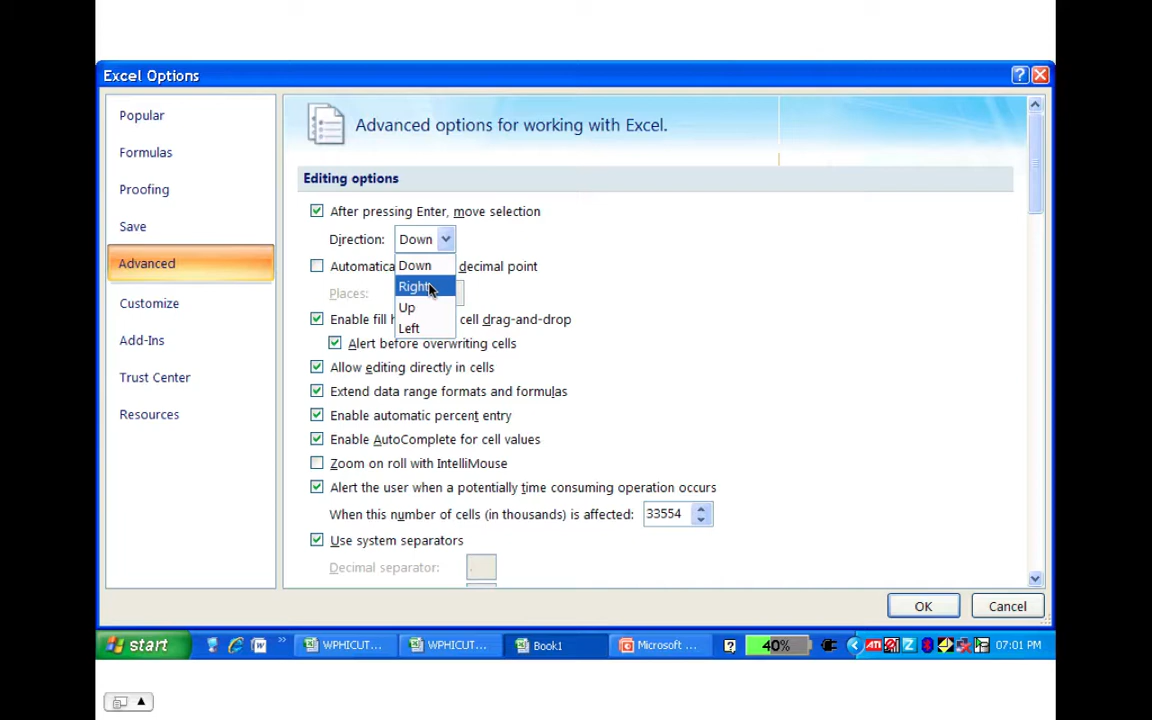 Excel Options
Popular
Formulas
Proofing
Save
Advanced
Customize
Add-Ins
Trust Center
Resources
Advanced options for working with Excel.
Editing options
After pressing Enter, move selection
Direction: Down
Down
Right
Up
Left
Automatica decimal point
Places:
Enable fill h cell drag-and-drop
Alert before overwriting cells
Allow editing directly in cells
Extend data range formats and formulas
Enable automatic percent entry
Enable AutoComplete for cell values
Zoom on roll with IntelliMouse
Alert the user when a potentially time consuming operation occurs
When this number of cells (in thousands) is affected: 33554
Use system separators
Decimal separator: .
OK Cancel
start WPHICUT... WPHICUT... Book1 Microsoft ... 40% ATI Z 07:01 PM